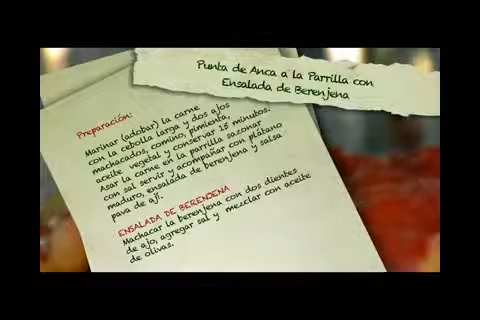 Punta de Anca a la Parrilla con
Ensalada de Berenjena
Preparación:
Marinar (adobar) la carne
con la cebolla larga y dos ajos
machacados, comino, pimienta,
aceite vegetal y conservar 15 minutos.
Asar la carne en la parrilla sazonar
con sal servir y acompañar con plátano
maduro, ensalada de berenjena y salsa
pava de ají.
ENSALADA DE BERENJENA
Machacar la berenjena con dos dientes
de ajo, agregar sal y mezclar con aceite
de olivas.